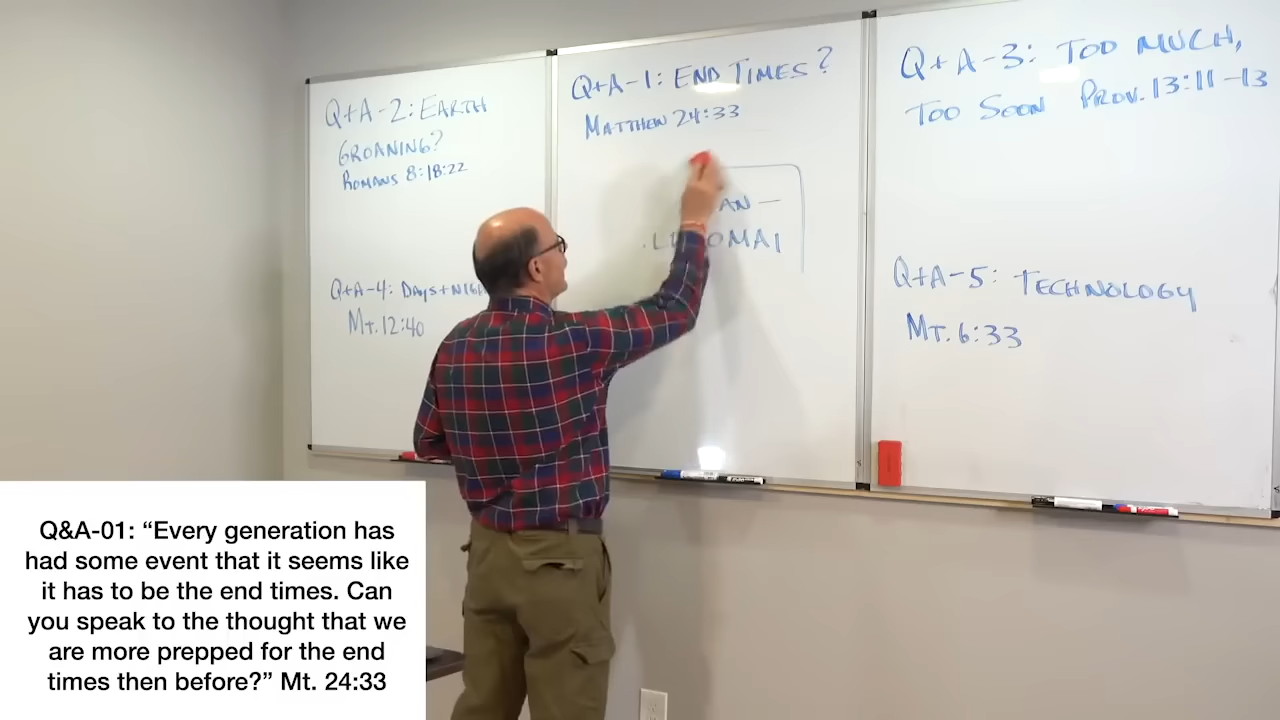 Q+A-2: EARTH
GROANING?
ROMANS 8:18:22
Q+A-4: DAYS+NIG
MT. 12:40
Q+A-1: END TIMES?
MATTHEW 24:33
AN —
OMAI
Q+A-3: TOO MUCH,
TOO SOON PROV. 13:11-13
Q+A-5: TECHNOLOGY
MT. 6:33
Q&A-01: “Every generation has
had some event that it seems like
it has to be the end times. Can
you speak to the thought that we
are more prepped for the end
times then before?” Mt. 24:33